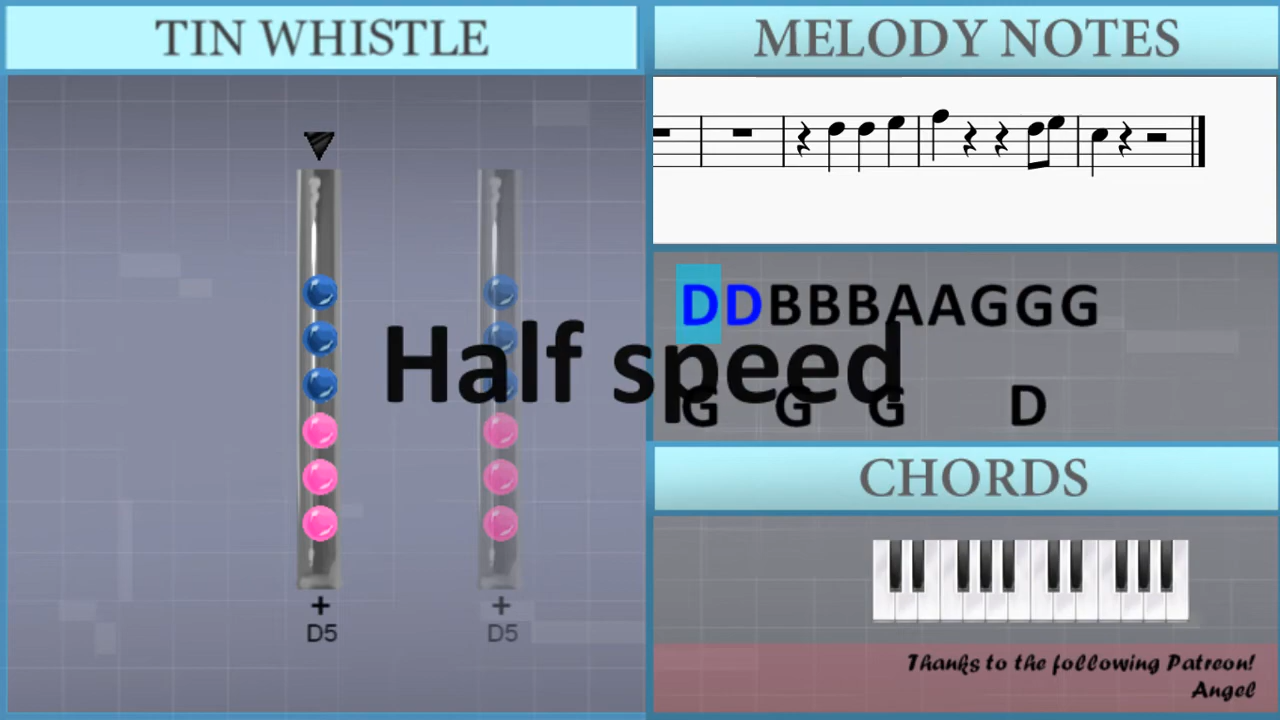 TIN WHISTLE
MELODY NOTES
DDBBBAAGGG
Half speed
G G G D
CHORDS
+ +
D5 D5
Thanks to the following Patreon!
Angel